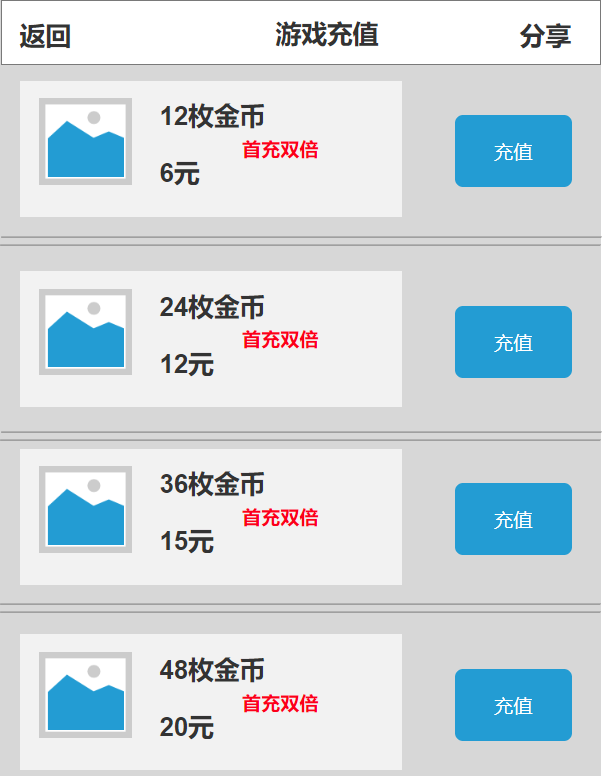 返回 游戏充值 分享
12枚金币
首充双倍
充值
6元
24枚金币
首充双倍
充值
12元
36枚金币
首充双倍
充值
15元
48枚金币
首充双倍
充值
20元